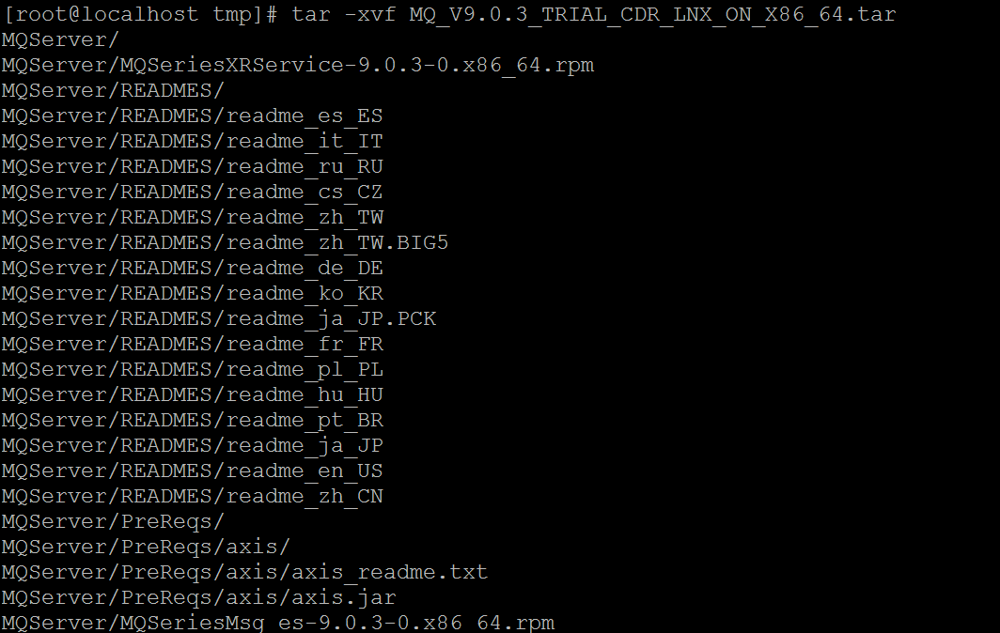 [root@localhost tmp]# tar -xvf MQ_V9.0.3_TRIAL_CDR_LNX_ON_X86_64.tar
MQServer/
MQServer/MQSeriesXRService-9.0.3-0.x86_64.rpm
MQServer/READMES/
MQServer/READMES/readme_es_ES
MQServer/READMES/readme_it_IT
MQServer/READMES/readme_ru_RU
MQServer/READMES/readme_cs_CZ
MQServer/READMES/readme_zh_TW
MQServer/READMES/readme_zh_TW.BIG5
MQServer/READMES/readme_de_DE
MQServer/READMES/readme_ko_KR
MQServer/READMES/readme_ja_JP.PCK
MQServer/READMES/readme_fr_FR
MQServer/READMES/readme_pl_PL
MQServer/READMES/readme_hu_HU
MQServer/READMES/readme_pt_BR
MQServer/READMES/readme_ja_JP
MQServer/READMES/readme_en_US
MQServer/READMES/readme_zh_CN
MQServer/PreReqs/
MQServer/PreReqs/axis/
MQServer/PreReqs/axis/axis_readme.txt
MQServer/PreReqs/axis/axis.jar
MQServer/MQSeriesMsg_es-9.0.3-0.x86_64.rpm